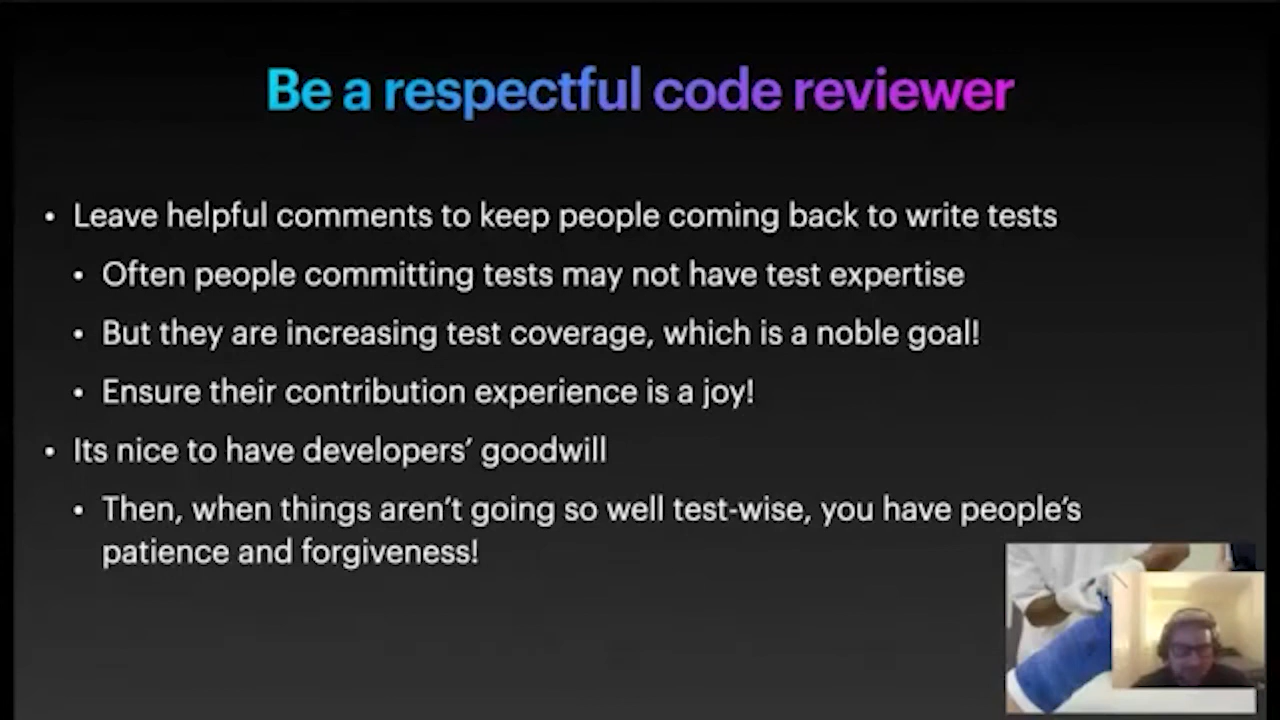 Be a respectful code reviewer
• Leave helpful comments to keep people coming back to write tests
• Often people committing tests may not have test expertise
• But they are increasing test coverage, which is a noble goal!
• Ensure their contribution experience is a joy!
• Its nice to have developers’ goodwill
• Then, when things aren’t going so well test-wise, you have people’s
patience and forgiveness!